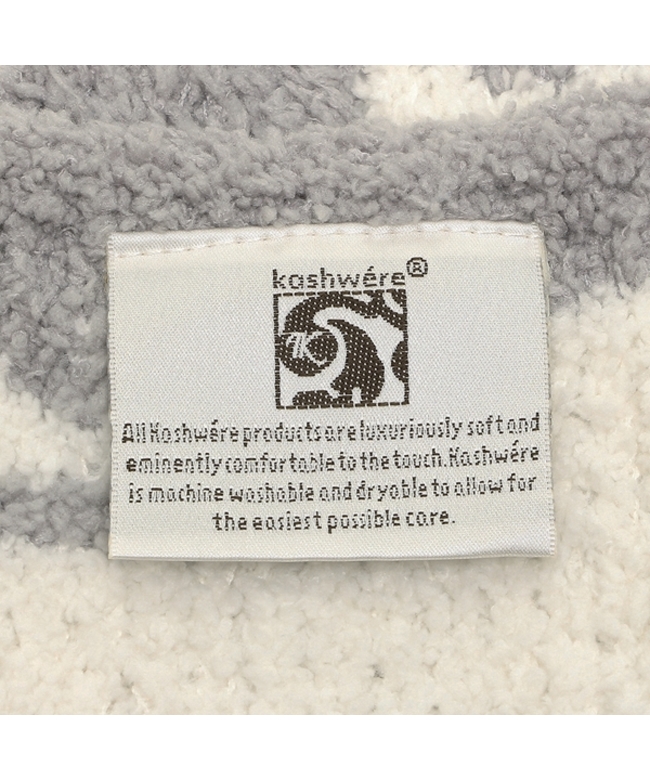 kashwére®
K
All Kashwére products are luxuriously soft and
eminently comfortable to the touch. Kashwére
is machine washable and dryable to allow for
the easiest possible care.